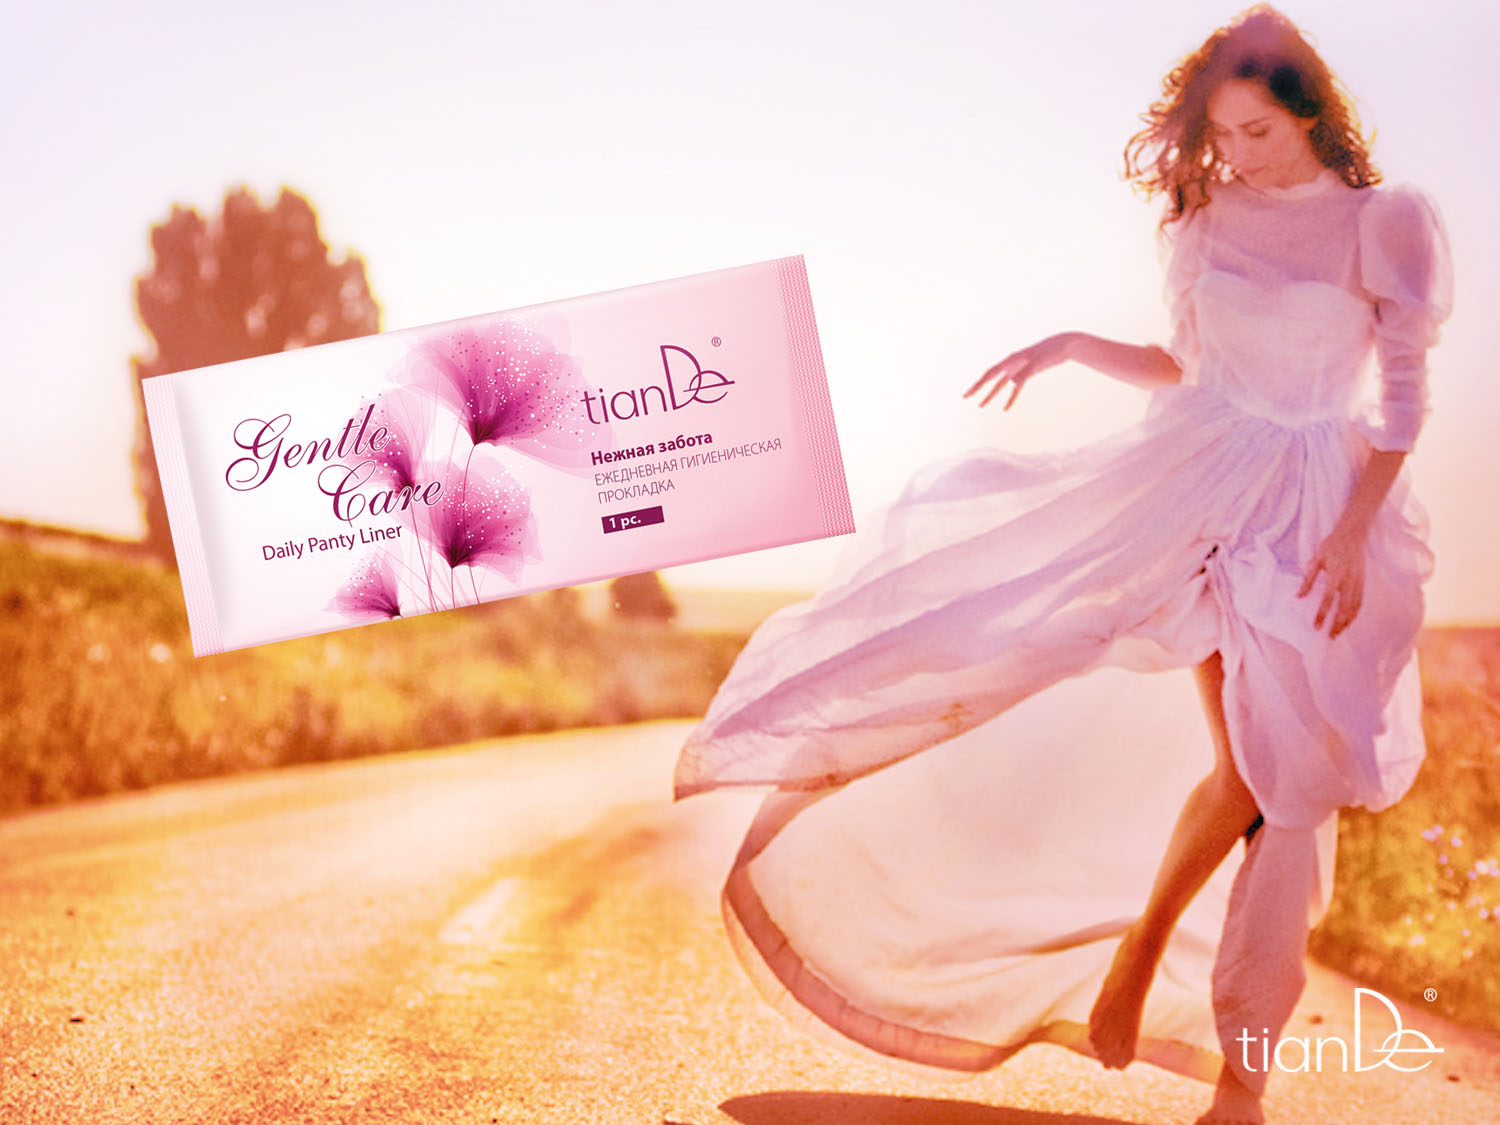 Gentle
Care
Daily Panty Liner
tianDe®
Нежная забота
ЕЖЕДНЕВНАЯ ГИГИЕНИЧЕСКАЯ
ПРОКЛАДКА
1 pc.
tianDe®